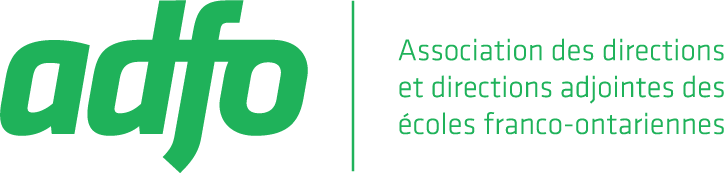 adfo
Association des directions
et directions adjointes des
écoles franco-ontariennes